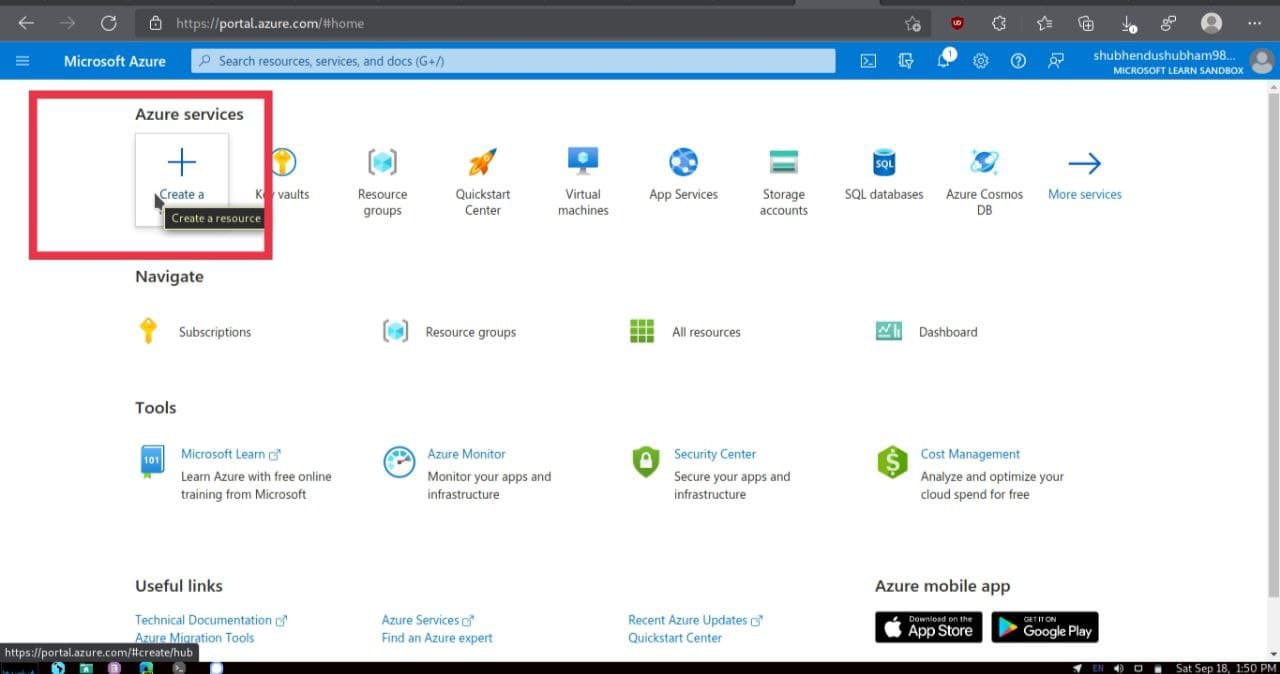 https://portal.azure.com/#home
Microsoft Azure
Search resources, services, and docs (G+/)
1
shubhendushubham98...
MICROSOFT LEARN SANDBOX
Azure services
Create a
Create a resource
Key vaults
Resource
groups
Quickstart
Center
Virtual
machines
App Services
Storage
accounts
SQL
SQL databases
Azure Cosmos
DB
More services
Navigate
Subscriptions
Resource groups
All resources
Dashboard
Tools
101
Microsoft Learn
Learn Azure with free online
training from Microsoft
Azure Monitor
Monitor your apps and
infrastructure
Security Center
Secure your apps and
infrastructure
$
Cost Management
Analyze and optimize your
cloud spend for free
Useful links
Technical Documentation
Azure Migration Tools
Azure Services
Find an Azure expert
Recent Azure Updates
Quickstart Center
Azure mobile app
Download on the
App Store
GET IT ON
Google Play
https://portal.azure.com/#create/hub
EN
Sat Sep 18, 1:50 PM